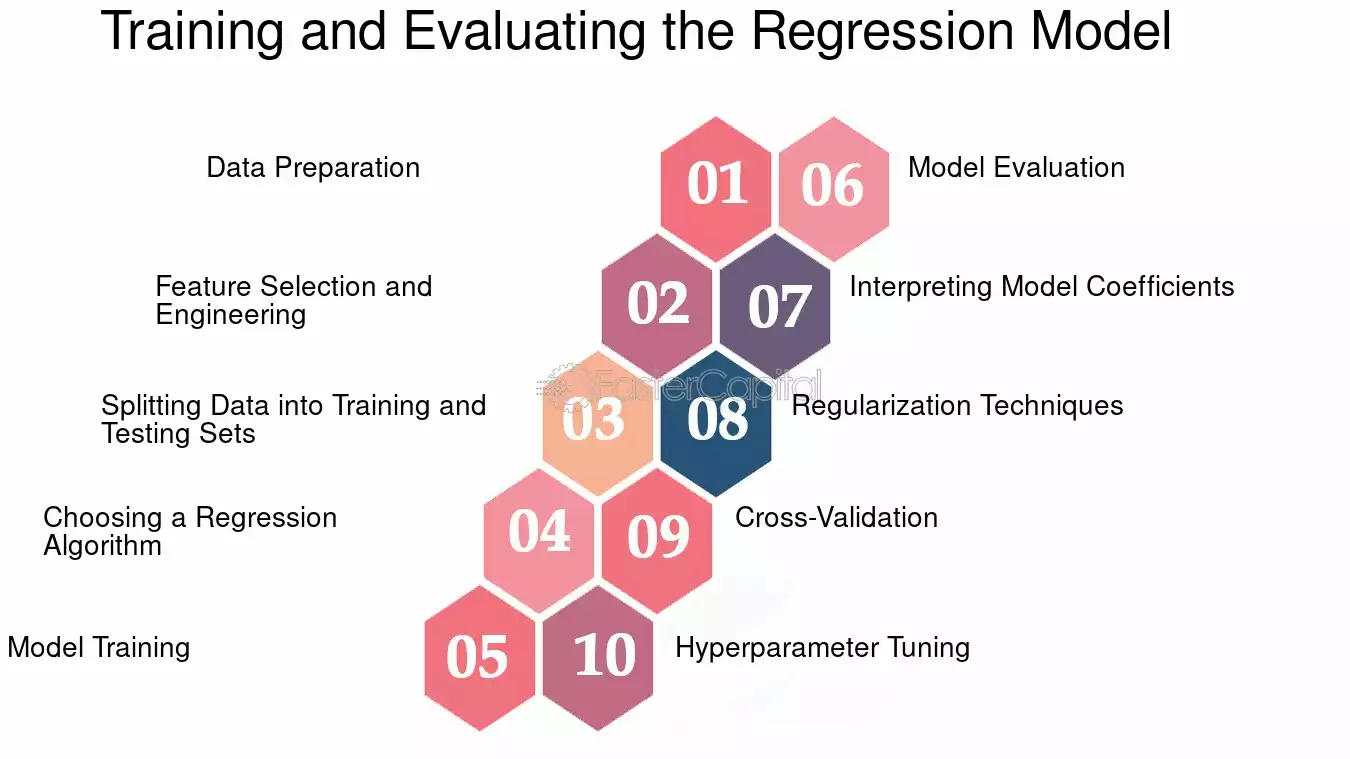 Training and Evaluating the Regression Model
Data Preparation
01
06
Model Evaluation
Feature Selection and
Engineering
02
07
Interpreting Model Coefficients
FasterCapital
Splitting Data into Training and
Testing Sets
03
08
Regularization Techniques
Choosing a Regression
Algorithm
04
09
Cross-Validation
Model Training
05
10
Hyperparameter Tuning